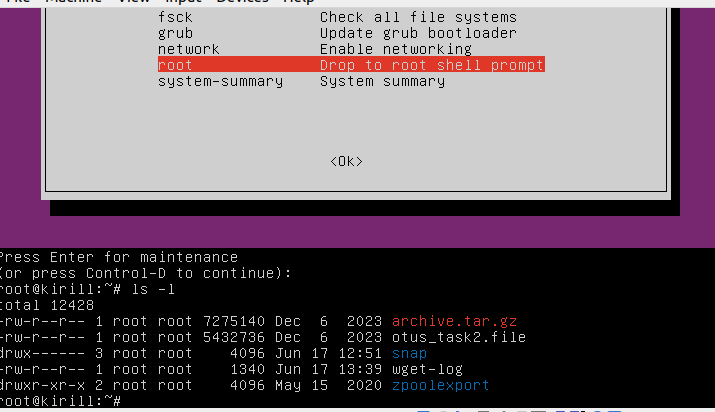 File Machine View Input Devices Help
fsck Check all file systems
grub Update grub bootloader
network Enable networking
root Drop to root shell prompt
system-summary System summary
<Ok>
Press Enter for maintenance
(or press Control-D to continue):
root@kirill:~# ls -l
total 12428
-rw-r--r-- 1 root root 7275140 Dec 6 2023 archive.tar.gz
-rw-r--r-- 1 root root 5432736 Dec 6 2023 otus_task2.file
drwx------ 3 root root 4096 Jun 17 12:51 snap
-rw-r--r-- 1 root root 1340 Jun 17 13:39 wget-log
drwxr-xr-x 2 root root 4096 May 15 2020 zpoolexport
root@kirill:~#